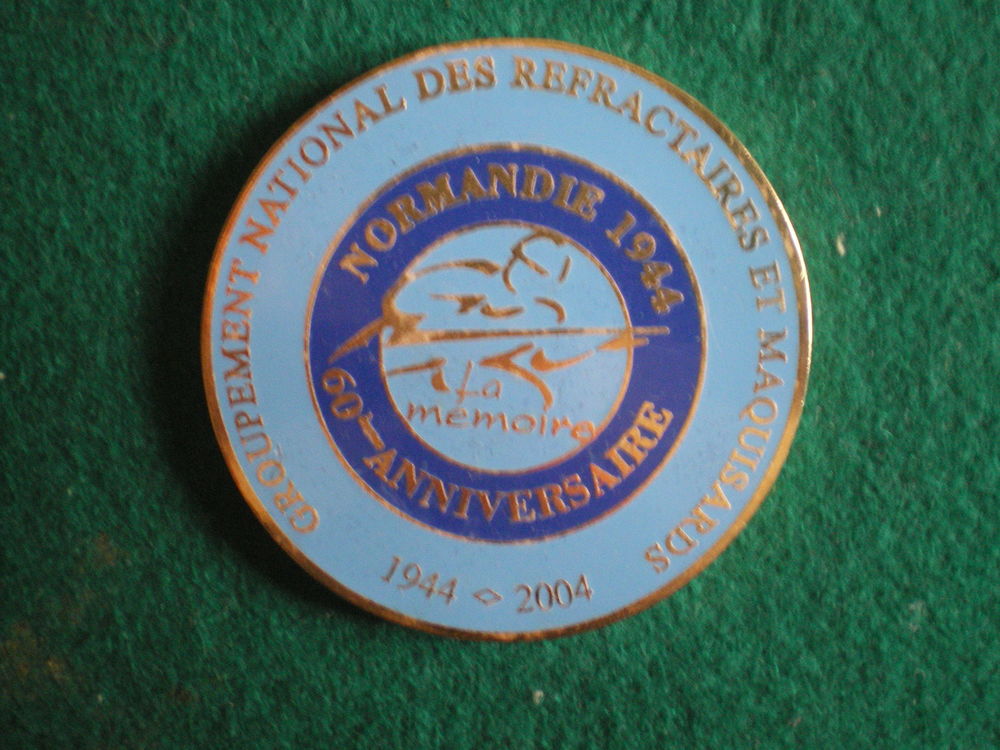 GROUPEMENT NATIONAL DES REFRACTAIRES ET MAQUISARDS
NORMANDIE 1944
La
mémoire
60e ANNIVERSAIRE
1944 ◇ 2004